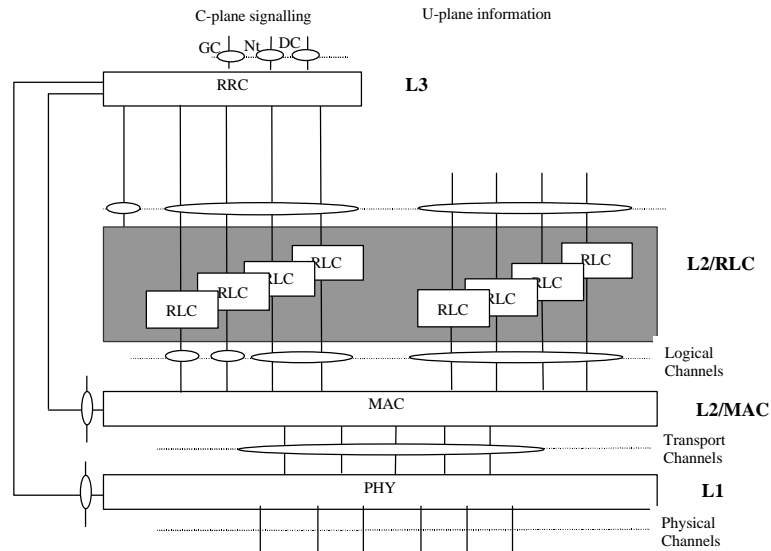 C-plane signalling
U-plane information
GC
Nt
DC
RRC
L3
RLC
RLC
RLC
RLC
RLC
RLC
RLC
RLC
L2/RLC
Logical
Channels
MAC
L2/MAC
Transport
Channels
PHY
L1
Physical
Channels